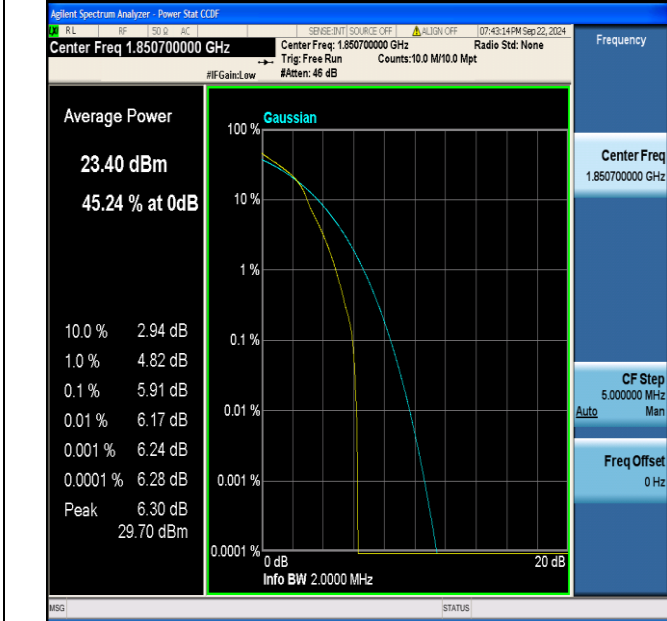 Agilent Spectrum Analyzer - Power Stat CCDF
RL RF 50 Ω AC SENSE:INT SOURCE OFF ALIGN OFF 07:43:14 PM Sep 22, 2024
Center Freq 1.850700000 GHz
Center Freq: 1.850700000 GHz Radio Std: None
Trig: Free Run Counts:10.0 M/10.0 Mpt
#IFGain:Low #Atten: 46 dB
Frequency
Average Power
23.40 dBm
45.24 % at 0dB
10.0 % 2.94 dB
1.0 % 4.82 dB
0.1 % 5.91 dB
0.01 % 6.17 dB
0.001 % 6.24 dB
0.0001 % 6.28 dB
Peak 6.30 dB
29.70 dBm
Gaussian
100 %
10 %
1 %
0.1 %
0.01 %
0.001 %
0.0001 %
0 dB 20 dB
Info BW 2.0000 MHz
Center Freq
1.850700000 GHz
CF Step
5.000000 MHz
Auto Man
Freq Offset
0 Hz
MSG STATUS